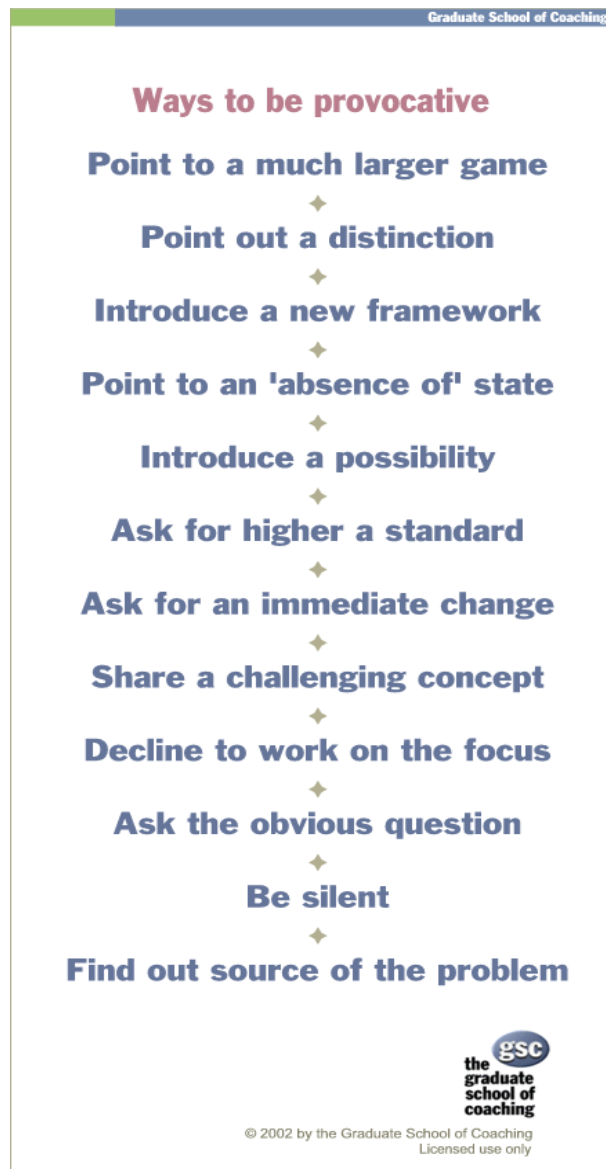 Graduate School of Coaching
Ways to be provocative
Point to a much larger game
Point out a distinction
Introduce a new framework
Point to an 'absence of' state
Introduce a possibility
Ask for higher a standard
Ask for an immediate change
Share a challenging concept
Decline to work on the focus
Ask the obvious question
Be silent
Find out source of the problem
gsc
the
graduate
school of
coaching
© 2002 by the Graduate School of Coaching
Licensed use only